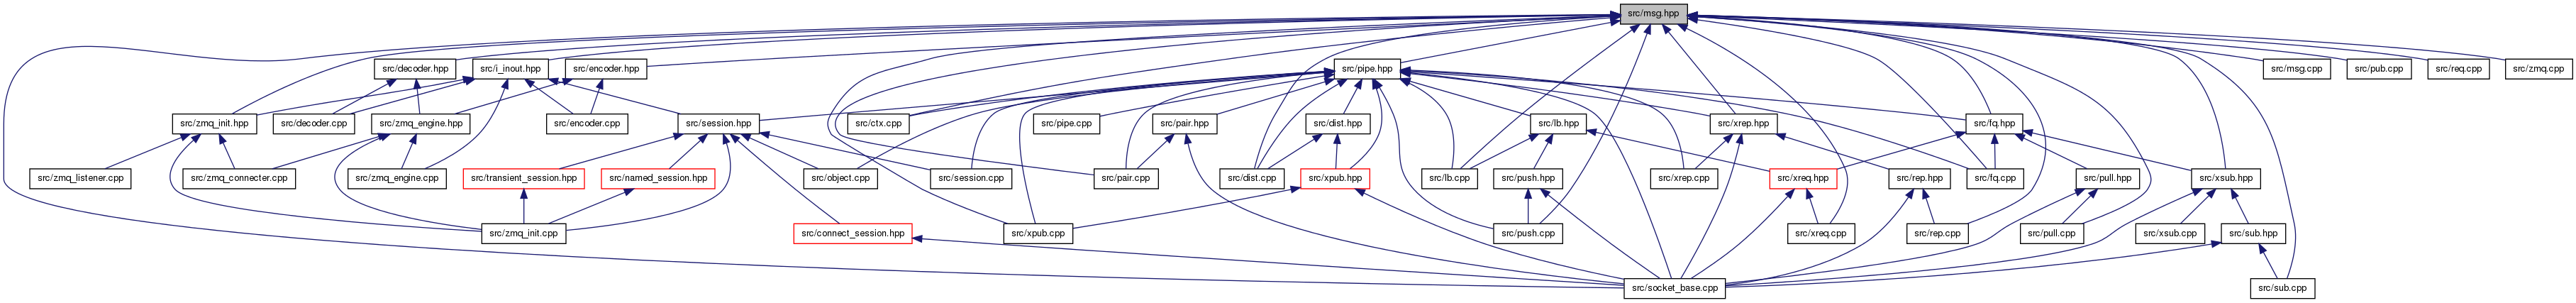 src/msg.hpp
src/decoder.hpp
src/i_inout.hpp
src/encoder.hpp
src/pipe.hpp
src/msg.cpp
src/pub.cpp
src/req.cpp
src/zmq.cpp
src/zmq_init.hpp
src/decoder.cpp
src/zmq_engine.hpp
src/encoder.cpp
src/session.hpp
src/ctx.cpp
src/pipe.cpp
src/pair.hpp
src/dist.hpp
src/lb.hpp
src/xrep.hpp
src/fq.hpp
src/zmq_listener.cpp
src/zmq_connecter.cpp
src/zmq_engine.cpp
src/transient_session.hpp
src/named_session.hpp
src/object.cpp
src/session.cpp
src/pair.cpp
src/dist.cpp
src/xpub.hpp
src/lb.cpp
src/push.hpp
src/xrep.cpp
src/xreq.hpp
src/rep.hpp
src/fq.cpp
src/pull.hpp
src/xsub.hpp
src/zmq_init.cpp
src/connect_session.hpp
src/xpub.cpp
src/push.cpp
src/xreq.cpp
src/rep.cpp
src/pull.cpp
src/xsub.cpp
src/sub.hpp
src/socket_base.cpp
src/sub.cpp